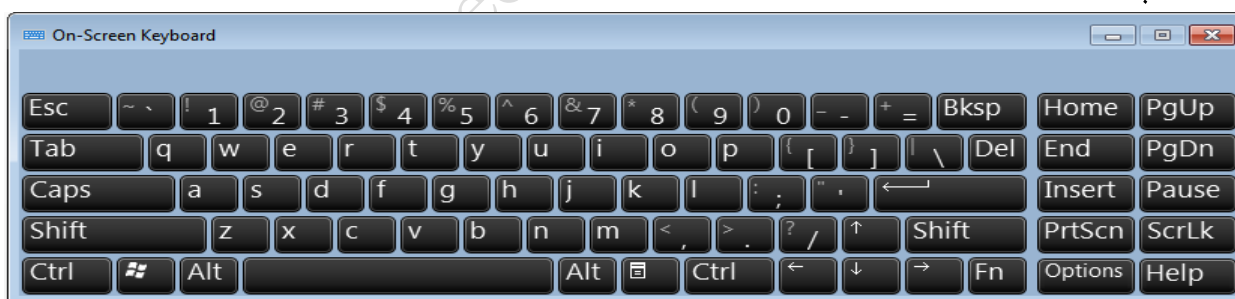 On-Screen Keyboard
Esc ~ ` ! 1 @ 2 # 3 $ 4 % 5 ^ 6 & 7 * 8 ( 9 ) 0 _ - + = Bksp Home PgUp
Tab q w e r t y u i o p { [ } ] | \ Del End PgDn
Caps a s d f g h j k l : ; " ' Insert Pause
Shift z x c v b n m < , > . ? / ↑ Shift PrtScn ScrLk
Ctrl Alt Alt Ctrl ← ↓ → Fn Options Help